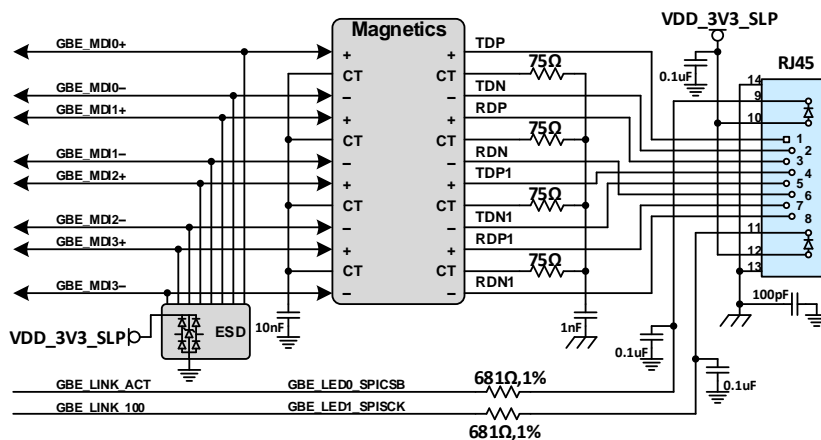 Magnetics
VDD_3V3_SLP
RJ45
GBE_MDI0+
+
+
TDP
75Ω
0.1uF
14
CT
CT
9
GBE_MDI0–
–
–
TDN
10
GBE_MDI1+
+
+
RDP
75Ω
1
CT
CT
2
GBE_MDI1–
–
–
RDN
3
GBE_MDI2+
+
+
TDP1
4
75Ω
5
CT
CT
6
GBE_MDI2–
–
–
TDN1
7
GBE_MDI3+
+
+
RDP1
75Ω
8
CT
CT
11
GBE_MDI3–
–
–
RDN1
12
13
ESD
10nF
1nF
100pF
VDD_3V3_SLP
0.1uF
GBE_LINK_ACT
GBE_LED0_SPICSB
681Ω,1%
0.1uF
GBE_LINK_100
GBE_LED1_SPISCK
681Ω,1%